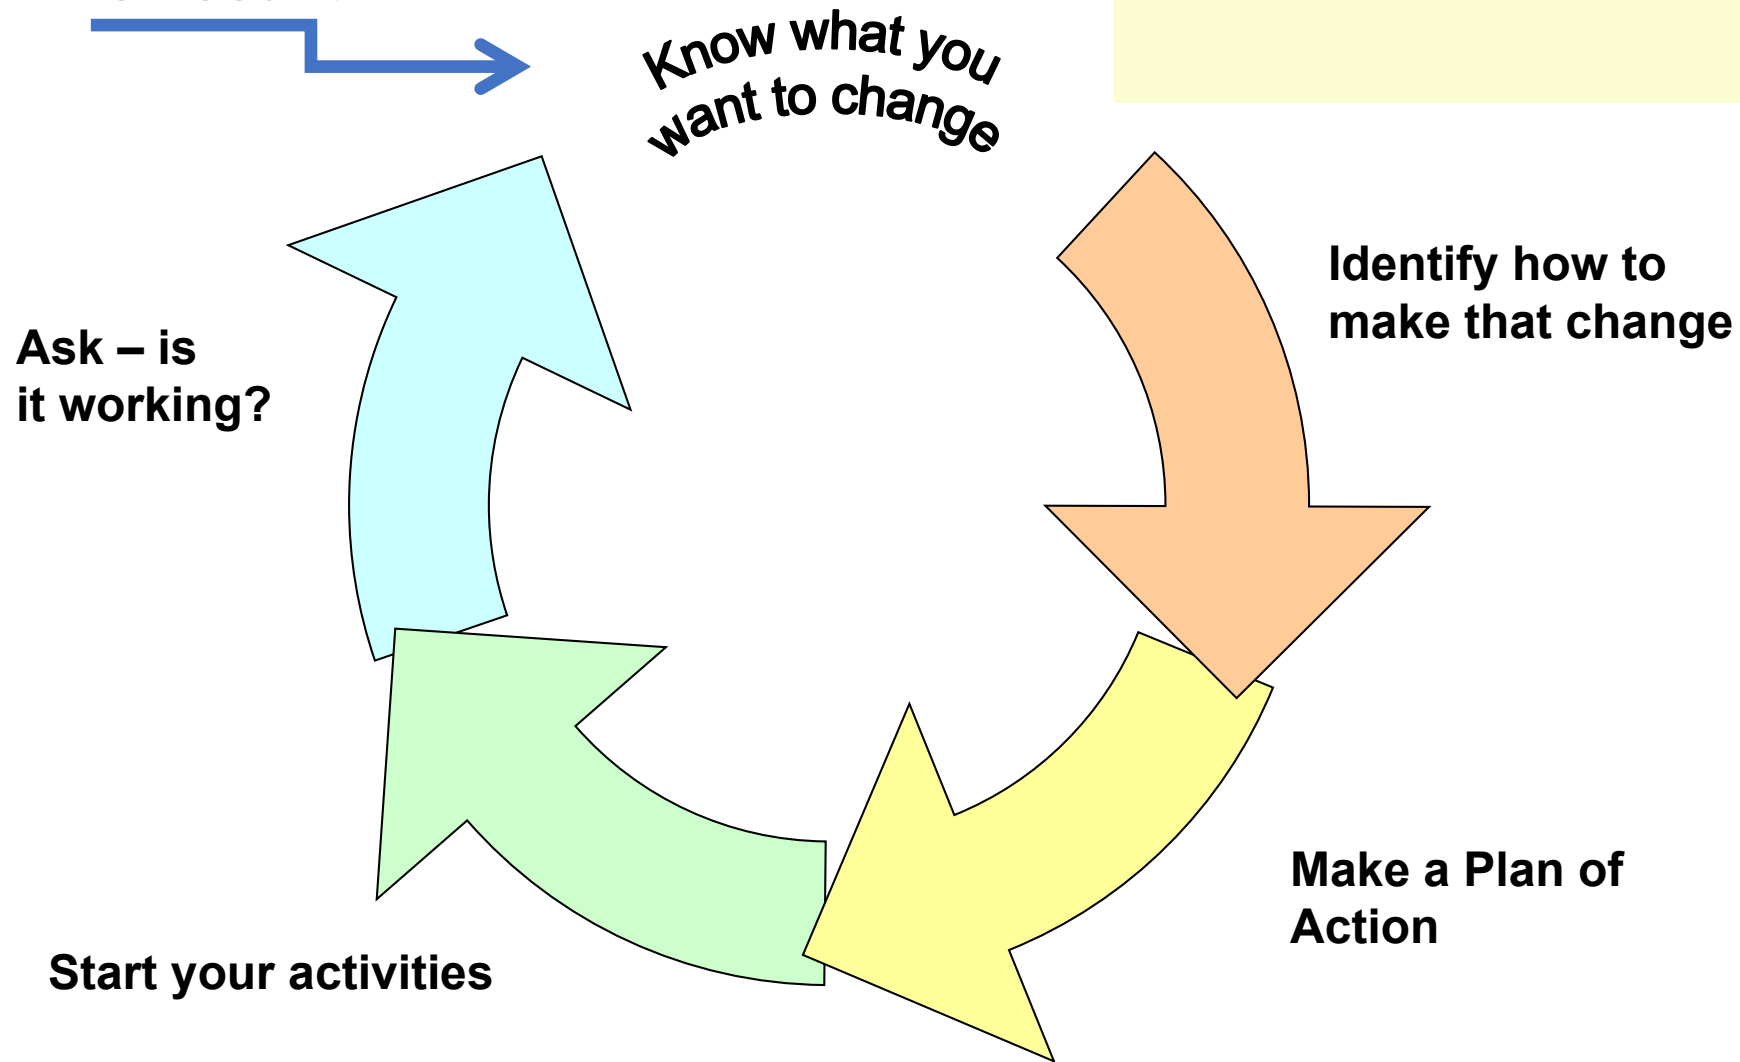 Know what you
want to change
Identify how to
make that change
Ask – is
it working?
Make a Plan of
Action
Start your activities